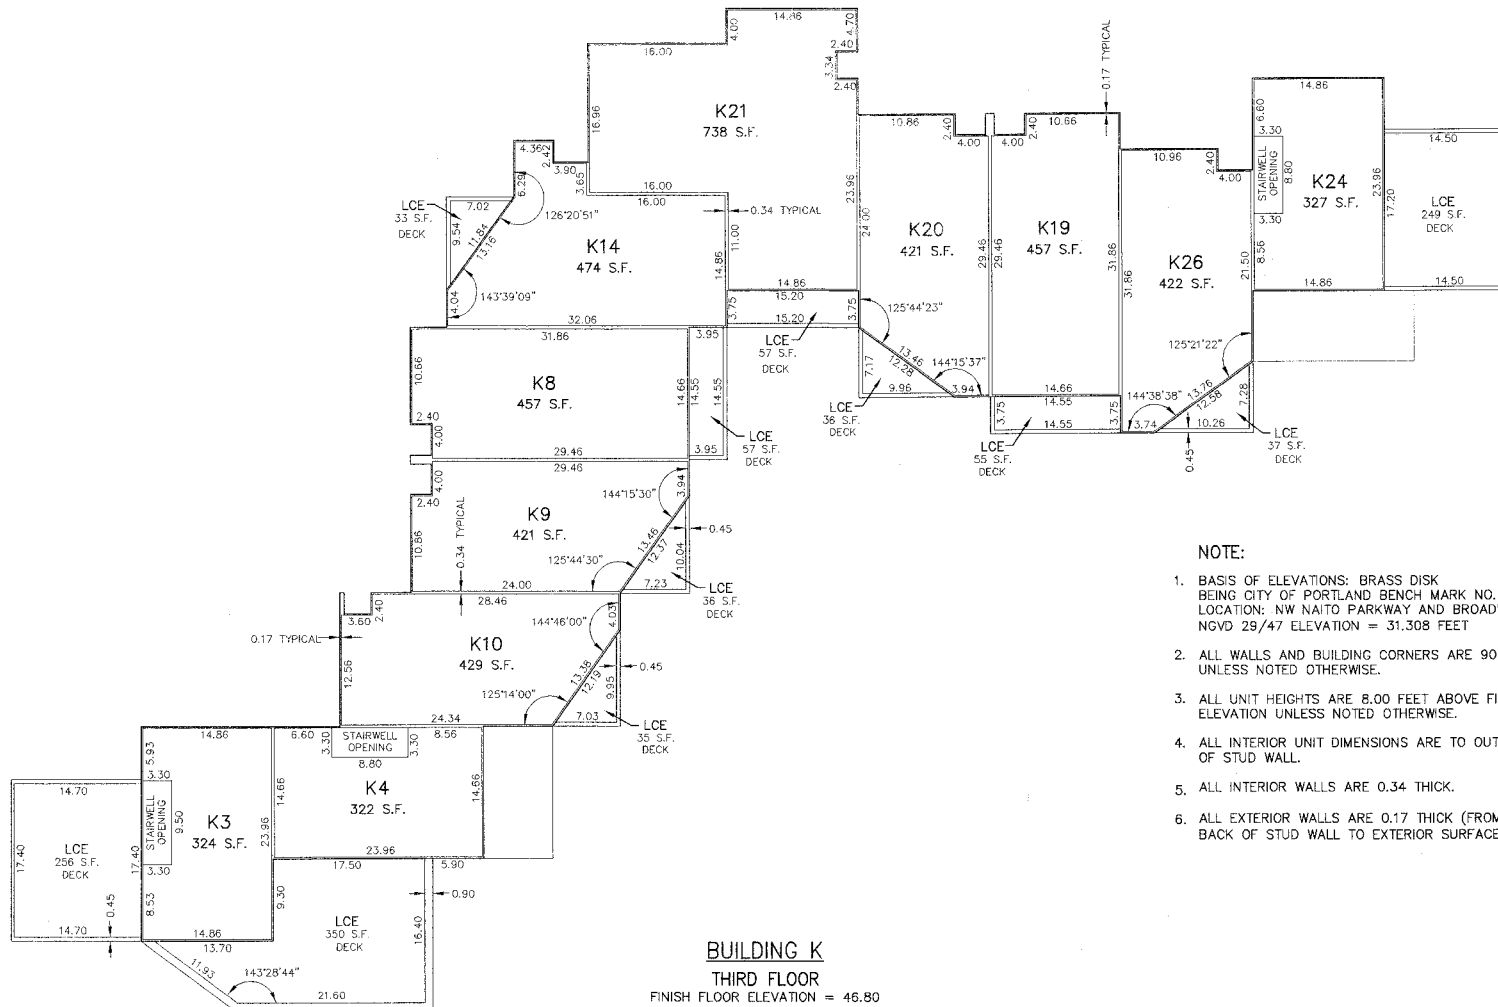 14.86
4.00
4.70
16.00
2.40
3.34
2.40
0.17 TYPICAL
K21
738 S.F.
16.96
16.00
23.96
14.86
4.36
2.42
3.90
3.65
6.29
126°20'51"
16.00
0.34 TYPICAL
7.02
LCE
33 S.F.
DECK
9.54
11.84
13.16
K14
474 S.F.
11.00
14.86
143°39'09"
4.04
32.06
3.75
15.20
3.75
15.20
LCE
57 S.F.
DECK
10.86
2.40
4.00
24.00
K20
421 S.F.
29.46
125°44'23"
13.46
12.28
144°15'37"
7.17
9.96
3.94
LCE
36 S.F.
DECK
4.00
2.40
10.66
29.46
K19
457 S.F.
31.86
14.66
3.75
14.55
3.75
14.55
LCE
55 S.F.
DECK
10.96
2.40
4.00
31.86
K26
422 S.F.
21.50
125°21'22"
144°38'38"
13.76
12.58
7.28
3.74
10.26
0.45
LCE
37 S.F.
DECK
14.86
6.60
3.30
STAIRWELL
OPENING
8.80
3.30
8.56
K24
327 S.F.
23.96
14.86
14.50
17.20
LCE
249 S.F.
DECK
14.50
31.86
10.66
K8
457 S.F.
2.40
4.00
14.66
29.46
3.95
14.55
14.55
3.95
LCE
57 S.F.
DECK
29.46
4.00
2.40
144°15'30"
3.94
K9
421 S.F.
10.86
0.34 TYPICAL
125°44'30"
13.46
12.37
0.45
10.04
24.00
7.23
LCE
36 S.F.
DECK
28.46
3.60
2.40
0.17 TYPICAL
144°46'00"
4.03
K10
429 S.F.
12.56
13.38
12.19
0.45
9.95
125°14'00"
24.34
7.03
LCE
35 S.F.
DECK
14.86
5.93
3.30
STAIRWELL
OPENING
9.50
3.30
8.53
K3
324 S.F.
23.96
14.86
6.60
3.30
STAIRWELL
OPENING
3.30
8.80
8.56
14.66
K4
322 S.F.
14.66
23.96
14.70
17.40
LCE
256 S.F.
DECK
17.40
0.45
14.70
17.50
5.90
0.90
9.30
LCE
350 S.F.
DECK
16.40
13.70
11.93
143°28'44"
21.60
NOTE:
1. BASIS OF ELEVATIONS: BRASS DISK
BEING CITY OF PORTLAND BENCH MARK NO.
LOCATION: NW NAITO PARKWAY AND BROAD
NGVD 29/47 ELEVATION = 31.308 FEET
2. ALL WALLS AND BUILDING CORNERS ARE 90
UNLESS NOTED OTHERWISE.
3. ALL UNIT HEIGHTS ARE 8.00 FEET ABOVE FI
ELEVATION UNLESS NOTED OTHERWISE.
4. ALL INTERIOR UNIT DIMENSIONS ARE TO OUT
OF STUD WALL.
5. ALL INTERIOR WALLS ARE 0.34 THICK.
6. ALL EXTERIOR WALLS ARE 0.17 THICK (FROM
BACK OF STUD WALL TO EXTERIOR SURFACE
BUILDING K
THIRD FLOOR
FINISH FLOOR ELEVATION = 46.80